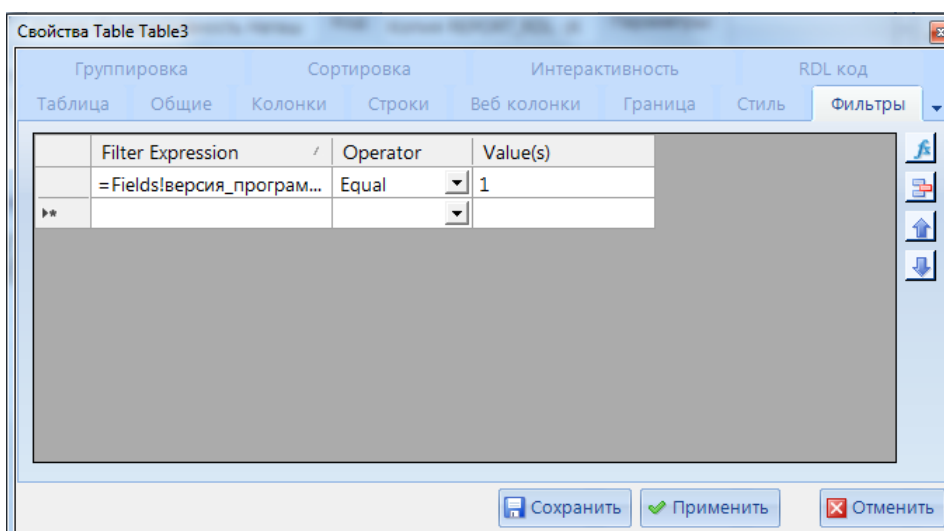 Свойства Table Table3
Группировка Сортировка Интерактивность RDL код
Таблица Общие Колонки Строки Веб колонки Граница Стиль Фильтры
Filter Expression Operator Value(s)
=Fields!версия_програм... Equal 1
Сохранить Применить Отменить